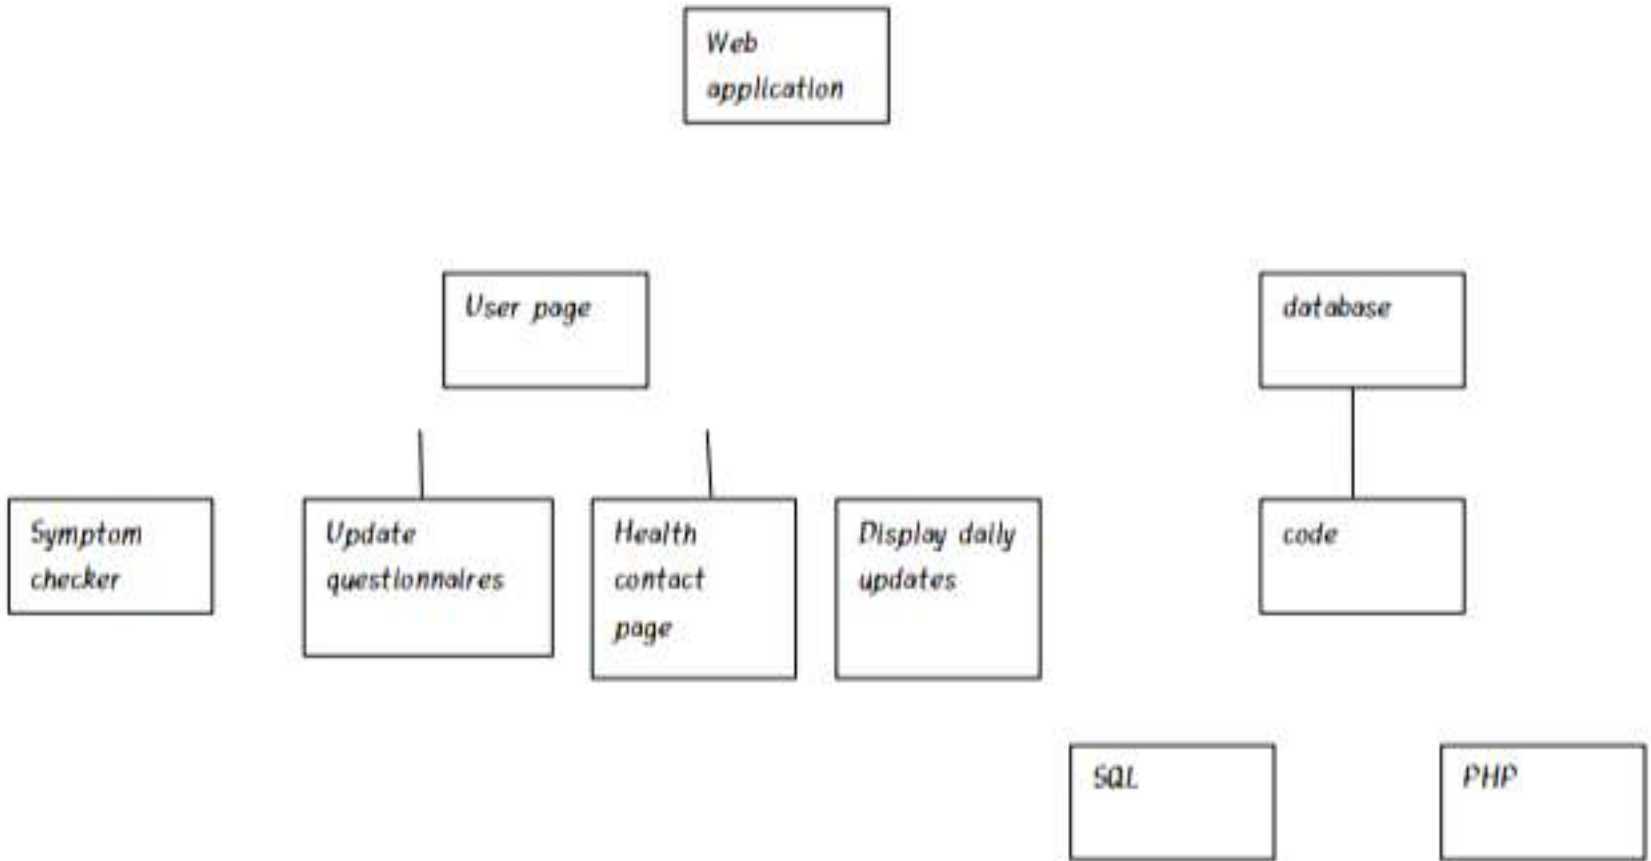 Web
application
User page
database
Symptom
checker
Update
questionnaires
Health
contact
page
Display daily
updates
code
SQL
PHP